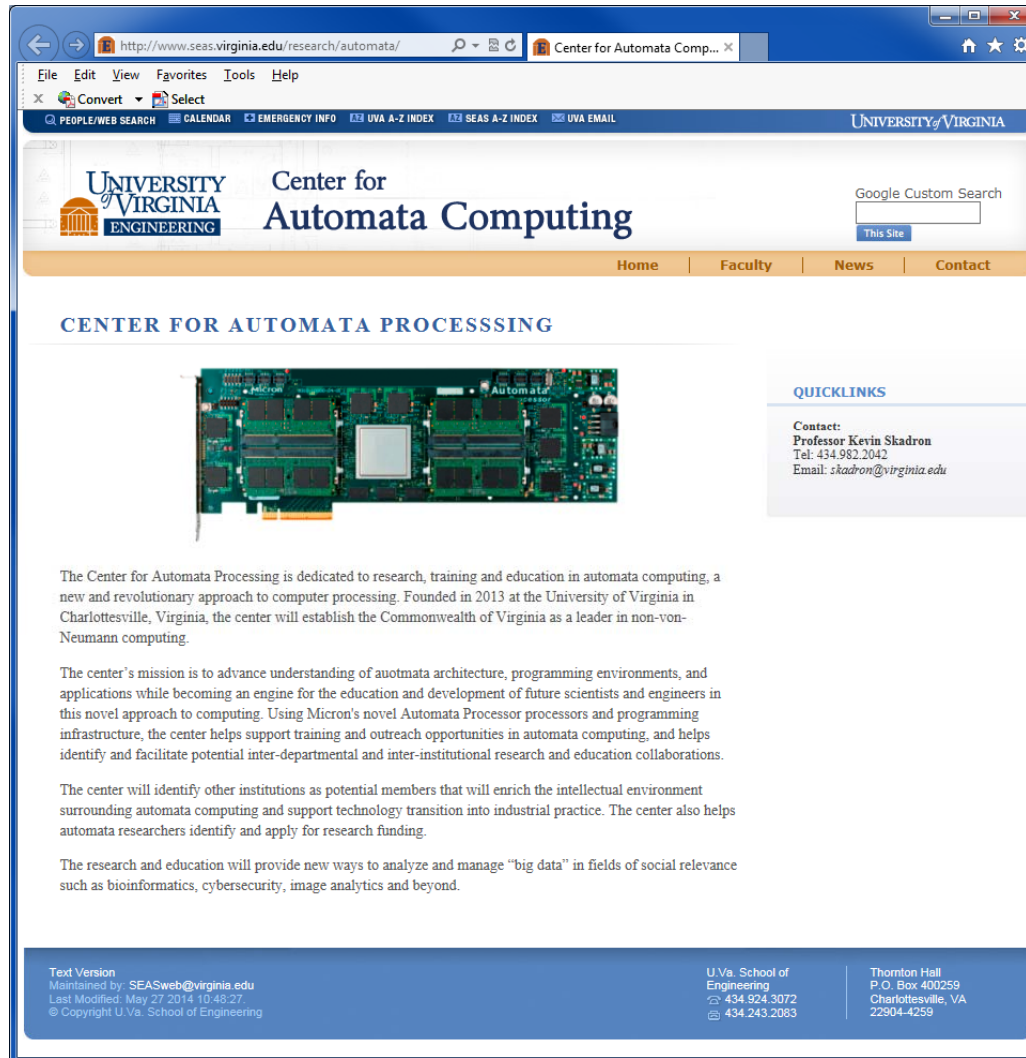 http://www.seas.virginia.edu/research/automata/
Center for Automata Comp...
File Edit View Favorites Tools Help
Convert Select
PEOPLE/WEB SEARCH CALENDAR EMERGENCY INFO UVA A-Z INDEX SEAS A-Z INDEX UVA EMAIL
UNIVERSITY of VIRGINIA
UNIVERSITY
of VIRGINIA
ENGINEERING
Center for
Automata Computing
Google Custom Search
This Site
Home Faculty News Contact
CENTER FOR AUTOMATA PROCESSSING
Micron
Automata
Processor
QUICKLINKS
Contact:
Professor Kevin Skadron
Tel: 434.982.2042
Email: skadron@virginia.edu
The Center for Automata Processing is dedicated to research, training and education in automata computing, a
new and revolutionary approach to computer processing. Founded in 2013 at the University of Virginia in
Charlottesville, Virginia, the center will establish the Commonwealth of Virginia as a leader in non-von-
Neumann computing.
The center's mission is to advance understanding of auotmata architecture, programming environments, and
applications while becoming an engine for the education and development of future scientists and engineers in
this novel approach to computing. Using Micron's novel Automata Processor processors and programming
infrastructure, the center helps support training and outreach opportunities in automata computing, and helps
identify and facilitate potential inter-departmental and inter-institutional research and education collaborations.
The center will identify other institutions as potential members that will enrich the intellectual environment
surrounding automata computing and support technology transition into industrial practice. The center also helps
automata researchers identify and apply for research funding.
The research and education will provide new ways to analyze and manage “big data” in fields of social relevance
such as bioinformatics, cybersecurity, image analytics and beyond.
Text Version
Maintained by: SEASweb@virginia.edu
Last Modified: May 27 2014 10:48:27.
© Copyright U.Va. School of Engineering
U.Va. School of
Engineering
434.924.3072
434.243.2083
Thornton Hall
P.O. Box 400259
Charlottesville, VA
22904-4259